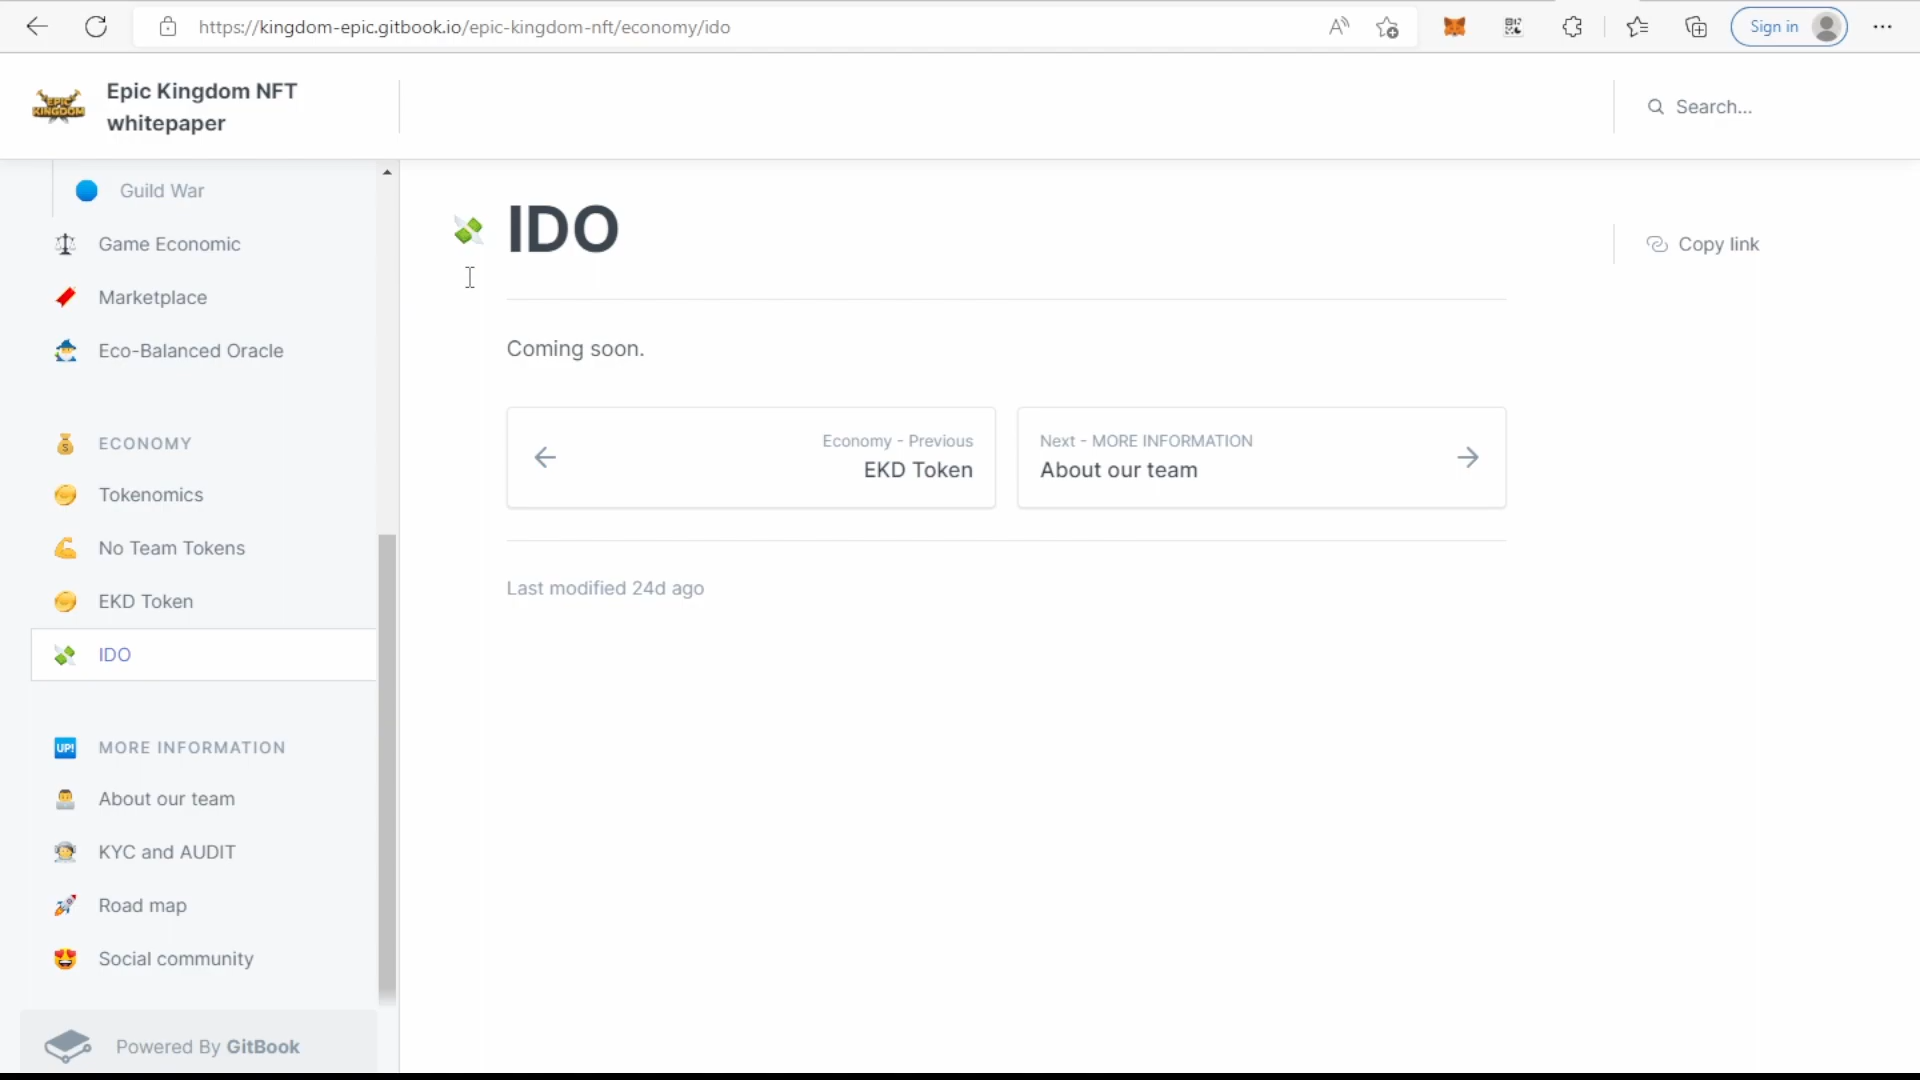 https://kingdom-epic.gitbook.io/epic-kingdom-nft/economy/ido
Sign in
EPIC
KINGDOM
Epic Kingdom NFT
whitepaper
Search...
Guild War
Game Economic
Marketplace
Eco-Balanced Oracle
ECONOMY
Tokenomics
No Team Tokens
EKD Token
IDO
UP!
MORE INFORMATION
About our team
KYC and AUDIT
Road map
Social community
Powered By GitBook
IDO
Copy link
Coming soon.
Economy - Previous
EKD Token
Next - MORE INFORMATION
About our team
Last modified 24d ago